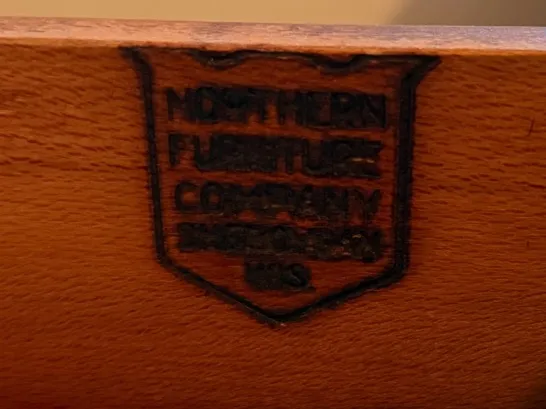 NORTHERN
FURNITURE
COMPANY
SHEBOYGAN
WIS.